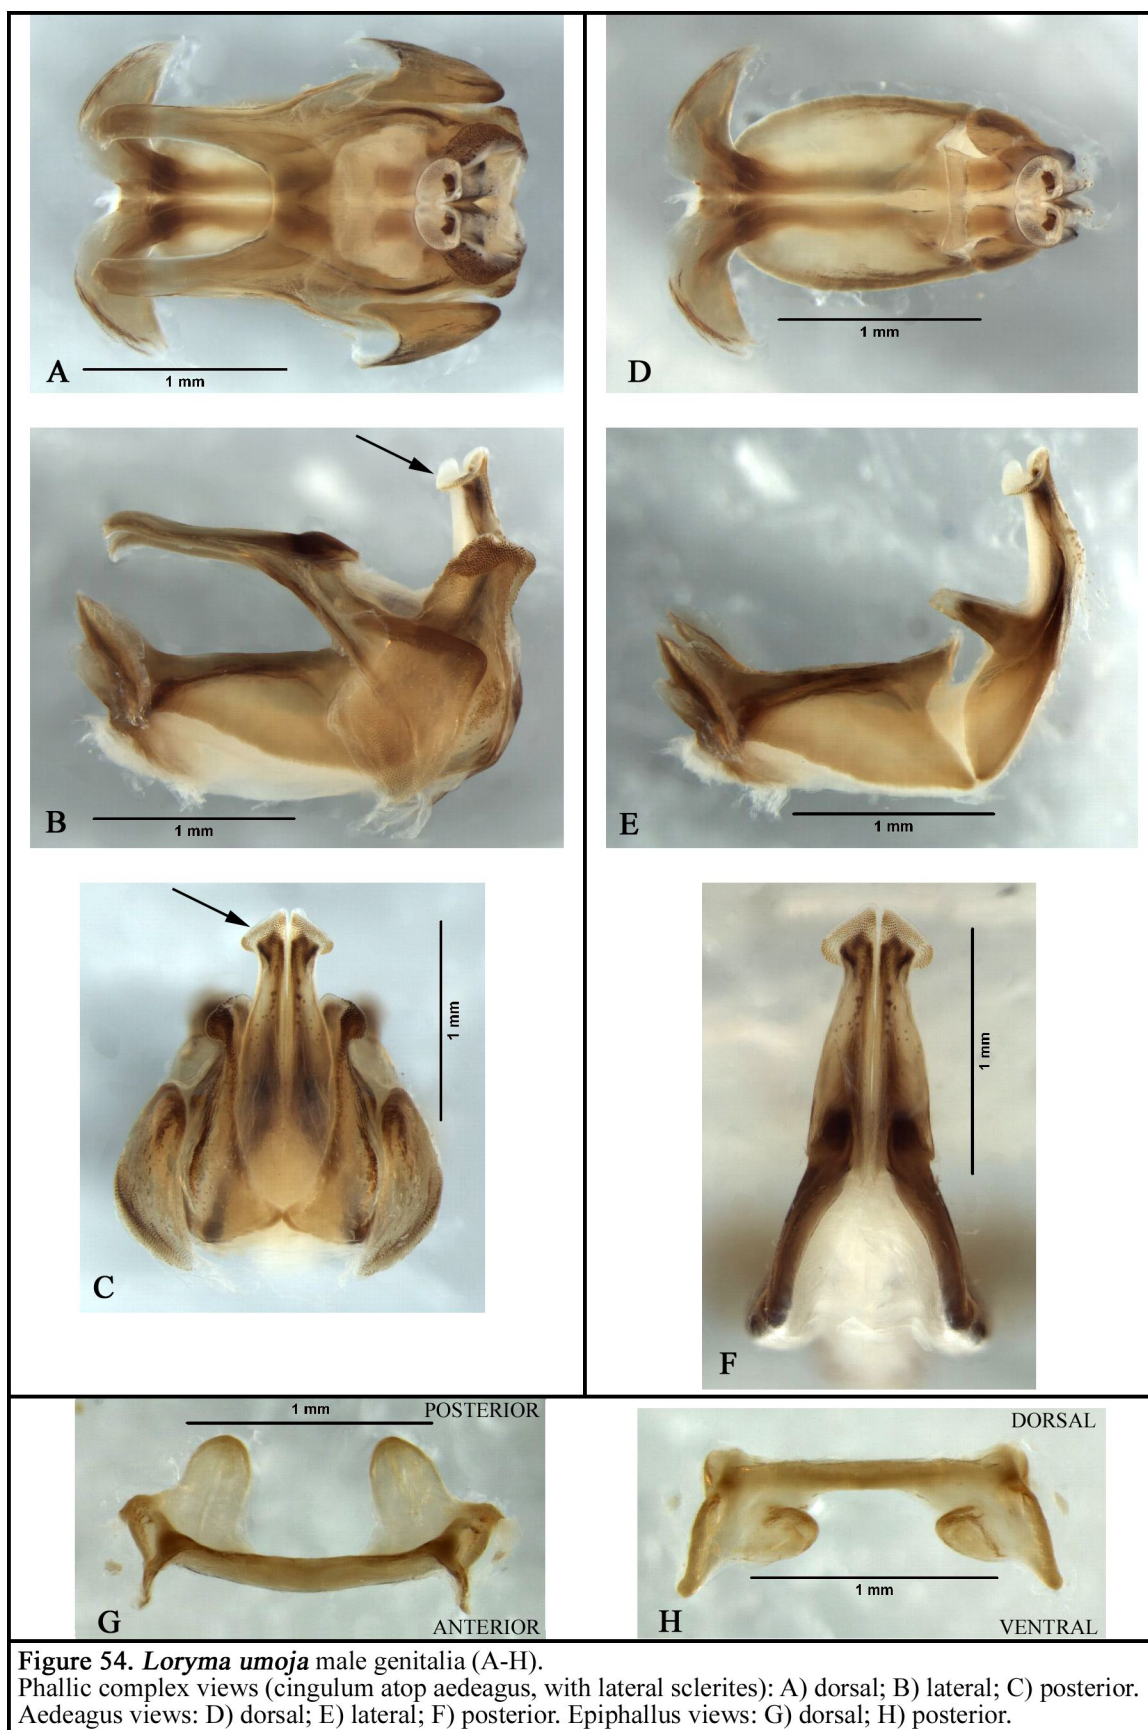 A
1 mm
D
1 mm
B
1 mm
E
1 mm
C
1 mm
F
1 mm
1 mm
POSTERIOR
G
ANTERIOR
DORSAL
H
1 mm
VENTRAL
Figure 54. Loryma umoja male genitalia (A-H).
Phallic complex views (cingulum atop aedeagus, with lateral sclerites): A) dorsal; B) lateral; C) posterior.
Aedeagus views: D) dorsal; E) lateral; F) posterior. Epiphallus views: G) dorsal; H) posterior.